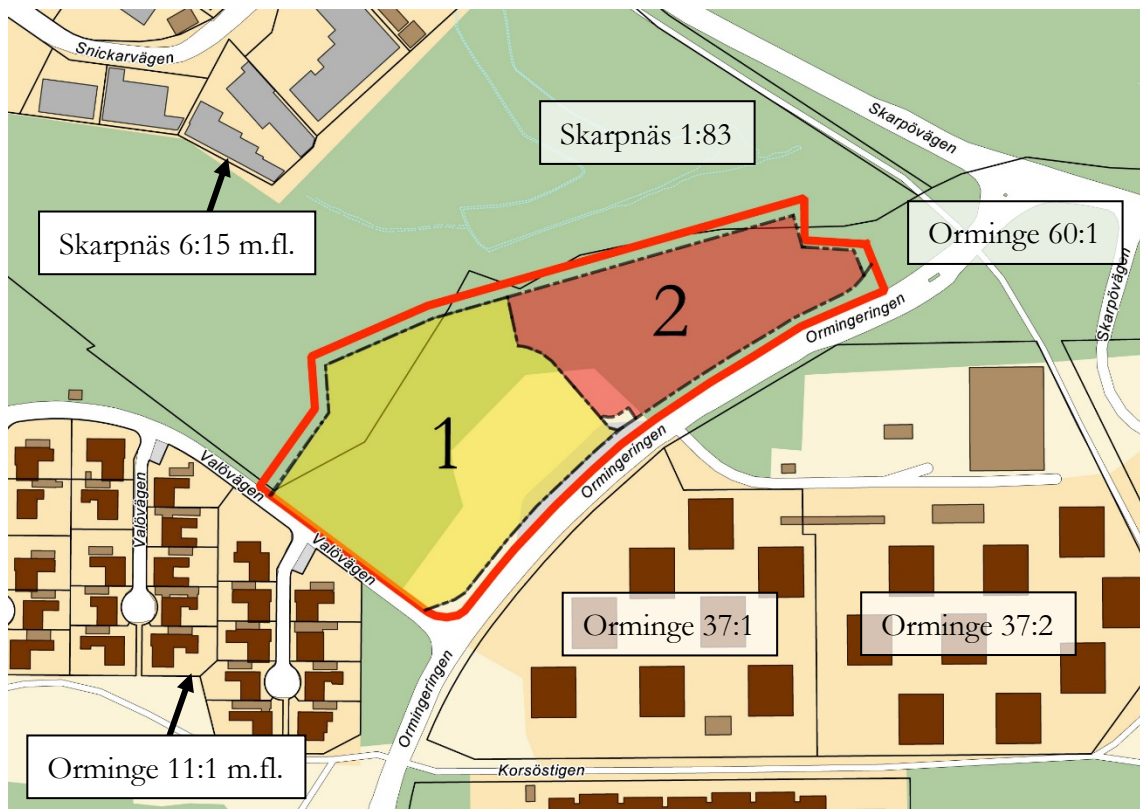 Snickarvägen
Skarpnäs 1:83
Skarpövägen
Skarpnäs 6:15 m.fl.
Orminge 60:1
Skarpövägen
2
Ormingeringen
1
Valövägen
Valövägen
Ormingeringen
Valövägen
Valövägen
Orminge 37:1
Orminge 37:2
Ormingeringen
Orminge 11:1 m.fl.
Korsöstigen